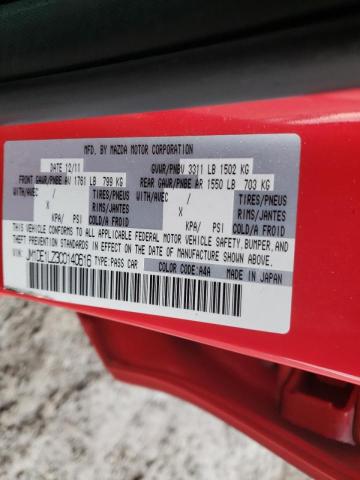 MFD. BY MAZDA MOTOR CORPORATION
DATE 12/11 GVWR/PNBV 3311 LB 1502 KG
FRONT GAWR/PNBE AV 1761 LB 799 KG REAR GAWR/PNBE AR 1550 LB 703 KG
WITH/AVEC / TIRES/PNEUS WITH/AVEC / TIRES/PNEUS
X RIMS/JANTES X RIMS/JANTES
KPA/ PSI COLD/A FROID KPA/ PSI COLD/A FROID
THIS VEHICLE CONFORMS TO ALL APPLICABLE FEDERAL MOTOR VEHICLE SAFETY, BUMPER, AND
THEFT PREVENTION STANDARDS IN EFFECT ON THE DATE OF MANUFACTURE SHOWN ABOVE.
VIN: JM1DE1LZ3C0140616 TYPE:PASS CAR COLOR CODE:A4A MADE IN JAPAN